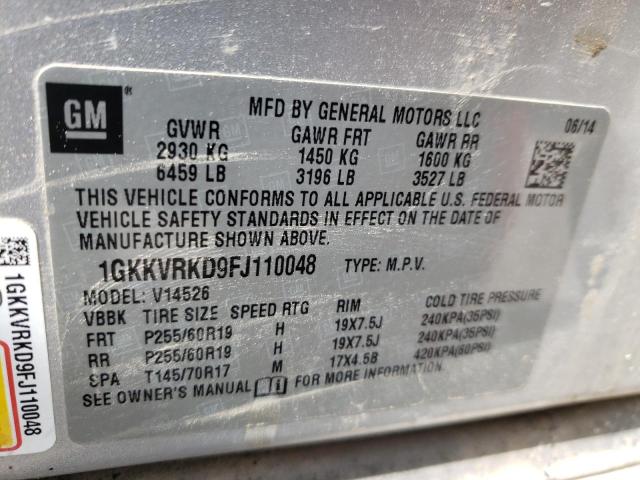 GM ®
MFD BY GENERAL MOTORS LLC
06/14
GVWR GAWR FRT GAWR RR
2930 KG 1450 KG 1600 KG
6459 LB 3196 LB 3527 LB
THIS VEHICLE CONFORMS TO ALL APPLICABLE U.S. FEDERAL MOTOR
VEHICLE SAFETY STANDARDS IN EFFECT ON THE DATE OF
MANUFACTURE SHOWN ABOVE.
1GKKVRKD9FJ110048 TYPE: M.P.V.
MODEL: V14526
VBBK TIRE SIZE SPEED RTG RIM COLD TIRE PRESSURE
FRT P255/60R19 H 19X7.5J 240KPA(35PSI)
RR P255/60R19 H 19X7.5J 240KPA(35PSI)
SPA T145/70R17 M 17X4.5B 420KPA(60PSI)
SEE OWNER'S MANUAL FOR MORE INFORMATION
1GKKVRKD9FJ110048